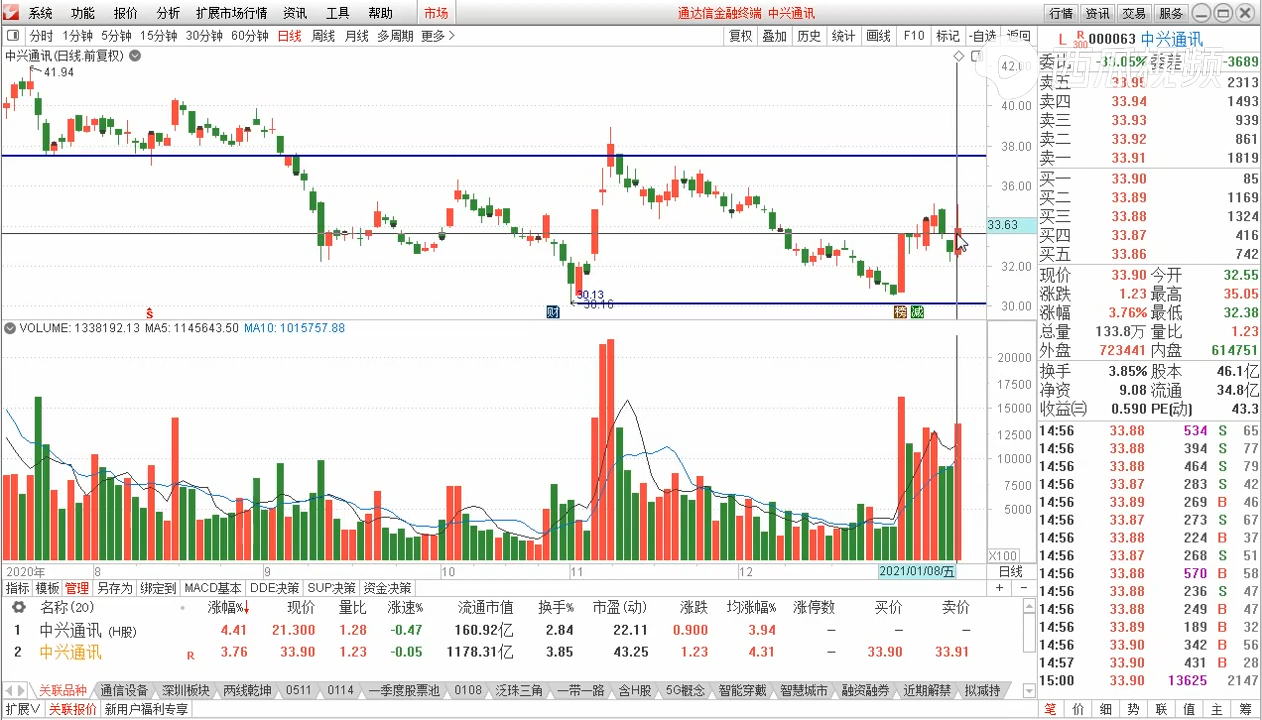 系统 功能 报价 分析 扩展市场行情 资讯 工具 帮助 市场 通达信金融终端 中兴通讯 行情 资讯 交易 服务
分时 1分钟 5分钟 15分钟 30分钟 60分钟 日线 周线 月线 多周期 更多 复权 叠加 历史 统计 画线 F10 标记 -自选 返回
L R 300 000063 中兴通讯
中兴通讯(日线.前复权)
41.94
42.00
40.00
38.00
36.00
33.63
32.00
30.00
30.13
财 榜 减
VOLUME: 1338192.13 MA5: 1145643.50 MA10: 1015757.88
20000
17500
15000
12500
10000
7500
5000
X100
2020年 8 9 10 11 12 2021/01/08/五 日线
西瓜视频
委比 委差 -3689
卖五 33.95 2313
卖四 33.94 1493
卖三 33.93 939
卖二 33.92 861
卖一 33.91 1819
买一 33.90 85
买二 33.89 1169
买三 33.88 1324
买四 33.87 416
买五 33.86 742
现价 33.90 今开 32.55
涨跌 1.23 最高 35.05
涨幅 3.76% 最低 32.38
总量 133.8万 量比 1.23
外盘 723441 内盘 614751
换手 3.85% 股本 46.1亿
净资 9.08 流通 34.8亿
收益(三) 0.590 PE(动) 43.3
14:56 33.88 534 S 65
14:56 33.88 394 S 77
14:56 33.88 464 S 79
14:56 33.87 283 S 42
14:56 33.89 269 B 46
14:56 33.87 273 S 67
14:56 33.88 224 B 37
14:56 33.87 268 S 51
14:56 33.88 570 B 58
14:56 33.88 236 S 47
14:56 33.88 249 B 47
14:56 33.89 189 B 32
14:56 33.90 342 B 56
14:57 33.90 431 B 28
15:00 33.90 13625 2147
笔 价 细 势 联 值 主 筹
指标 模板 管理 另存为 绑定到 MACD基本 DDE决策 SUP决策 资金决策 + −
名称(20) 涨幅%↓ 现价 量比 涨速% 流通市值 换手% 市盈(动) 涨跌 均涨幅% 涨停数 买价 卖价
1 中兴通讯 (H股) 4.41 21.300 1.28 -0.47 160.92亿 2.84 22.11 0.900 3.94 – – –
2 中兴通讯 R 3.76 33.90 1.23 -0.05 1178.31亿 3.85 43.25 1.23 4.31 – 33.90 33.91
关联品种 通信设备 深圳板块 两线乾坤 0511 0114 一季度股票池 0108 泛珠三角 一带一路 含H股 5G概念 智能穿戴 智慧城市 融资融券 近期解禁 拟减持
扩展∨ 关联报价 新用户福利专享